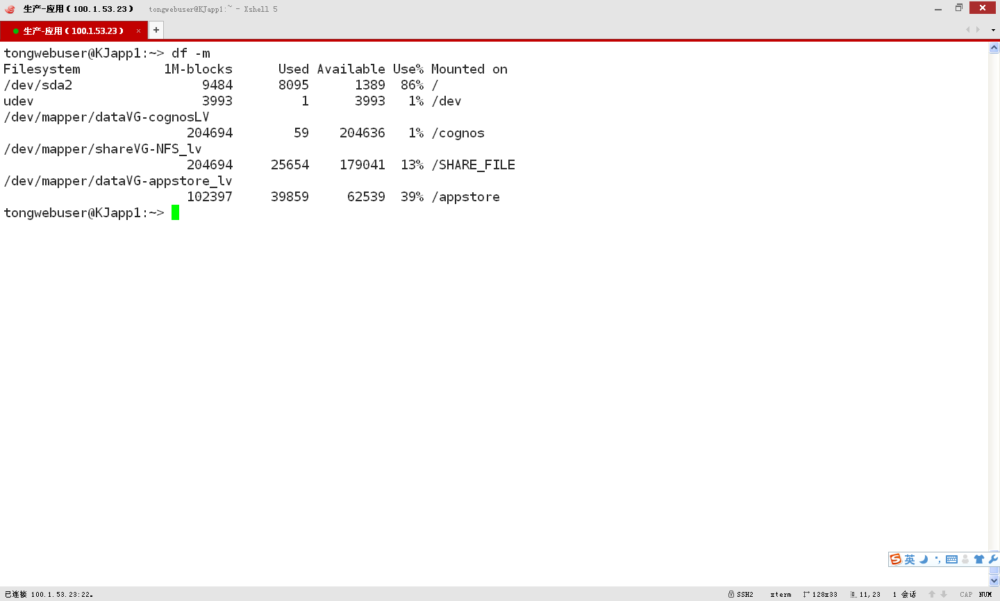 生产-应用（100.1.53.23） tongwebuser@KJapp1:~ - Xshell 5
生产-应用（100.1.53.23） × +
tongwebuser@KJapp1:~> df -m
Filesystem           1M-blocks      Used Available Use% Mounted on
/dev/sda2                 9484      8095      1389  86% /
udev                      3993         1      3993   1% /dev
/dev/mapper/dataVG-cognosLV
                        204694        59    204636   1% /cognos
/dev/mapper/shareVG-NFS_lv
                        204694     25654    179041  13% /SHARE_FILE
/dev/mapper/dataVG-appstore_lv
                        102397     39859     62539  39% /appstore
tongwebuser@KJapp1:~>
英
已连接 100.1.53.23:22。 SSH2 xterm 128x33 11,23 1 会话 CAP NUM